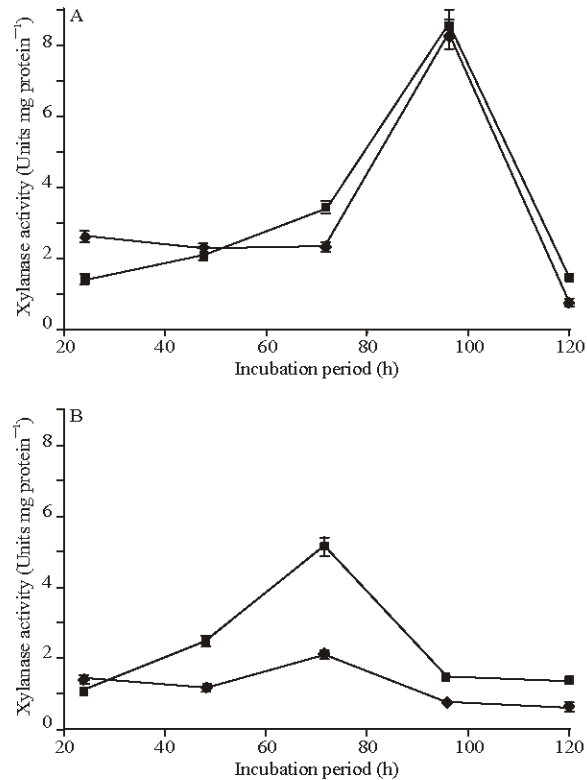 A
Xylanase activity (Units mg protein⁻¹)
8
6
4
2
0
20 40 60 80 100 120
Incubation period (h)
B
Xylanase activity (Units mg protein⁻¹)
8
6
4
2
0
20 40 60 80 100 120
Incubation period (h)